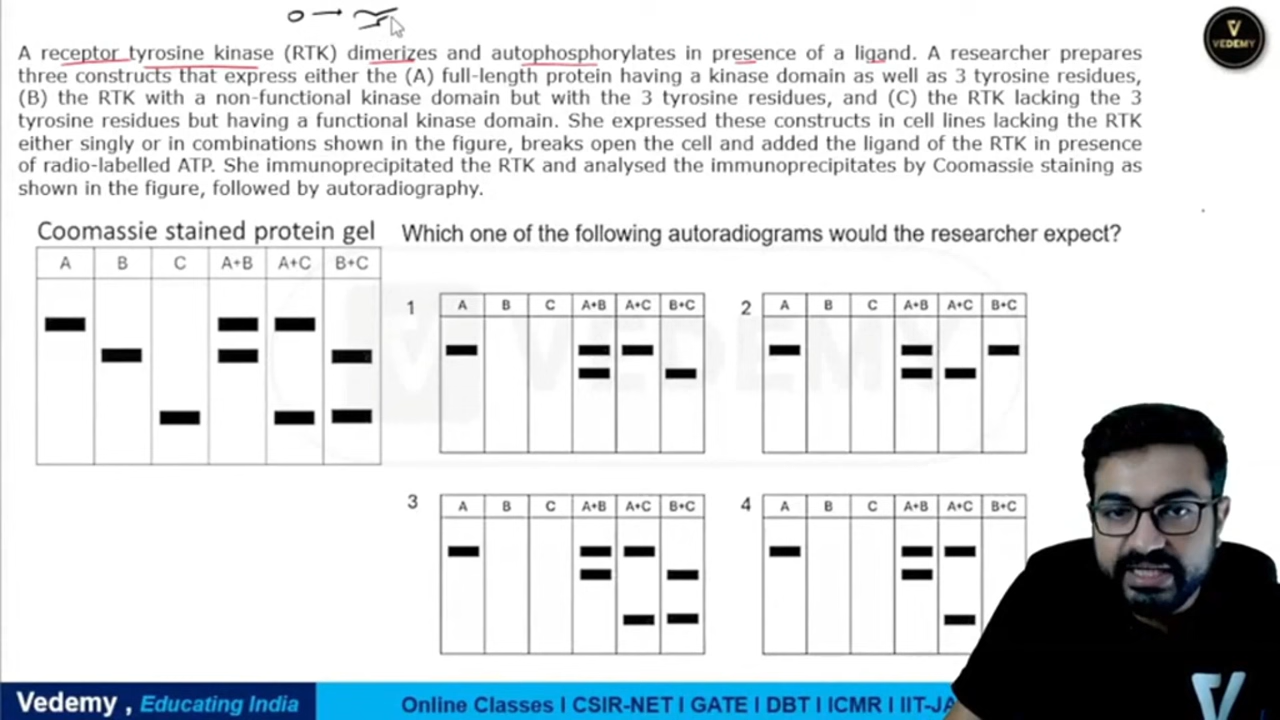 VEDEMY
A receptor tyrosine kinase (RTK) dimerizes and autophosphorylates in presence of a ligand. A researcher prepares
three constructs that express either the (A) full-length protein having a kinase domain as well as 3 tyrosine residues,
(B) the RTK with a non-functional kinase domain but with the 3 tyrosine residues, and (C) the RTK lacking the 3
tyrosine residues but having a functional kinase domain. She expressed these constructs in cell lines lacking the RTK
either singly or in combinations shown in the figure, breaks open the cell and added the ligand of the RTK in presence
of radio-labelled ATP. She immunoprecipitated the RTK and analysed the immunoprecipitates by Coomassie staining as
shown in the figure, followed by autoradiography.
Coomassie stained protein gel
A B C A+B A+C B+C
Which one of the following autoradiograms would the researcher expect?
1
A B C A+B A+C B+C
2
A B C A+B A+C B+C
VEDEMY
3
A B C A+B A+C B+C
4
A B C A+B A+C B+C
Vedemy , Educating India
Online Classes I CSIR-NET I GATE I DBT I ICMR I IIT-JA